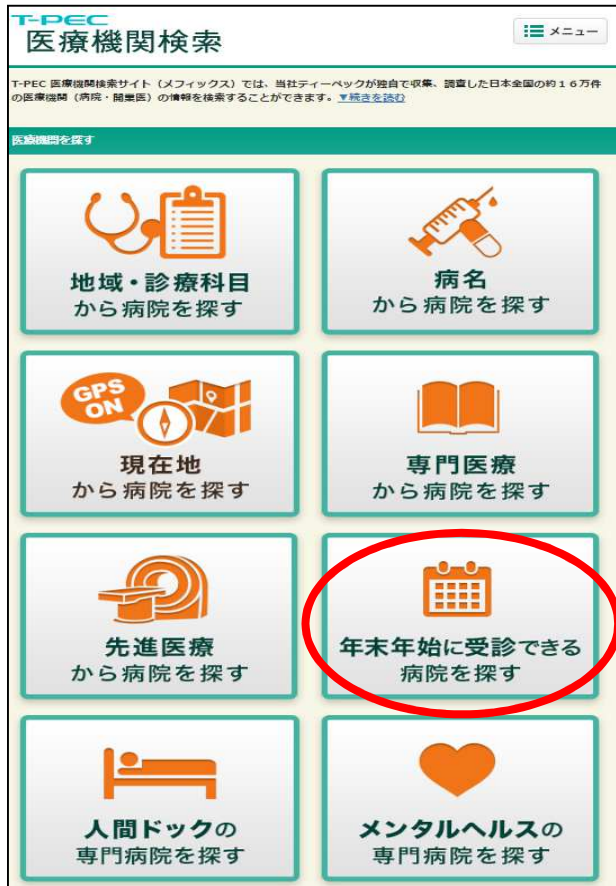 T-PEC
医療機関検索
メニュー
T-PEC 医療機関検索サイト（メフィックス）では、当社ティーペックが独自で収集、調査した日本全国の約１６万件
の医療機関（病院・開業医）の情報を検索することができます。▼続きを読む
医療機関を探す
地域・診療科目
から病院を探す
病名
から病院を探す
GPS
ON
現在地
から病院を探す
専門医療
から病院を探す
先進医療
から病院を探す
年末年始に受診できる
病院を探す
人間ドックの
専門病院を探す
メンタルヘルスの
専門病院を探す